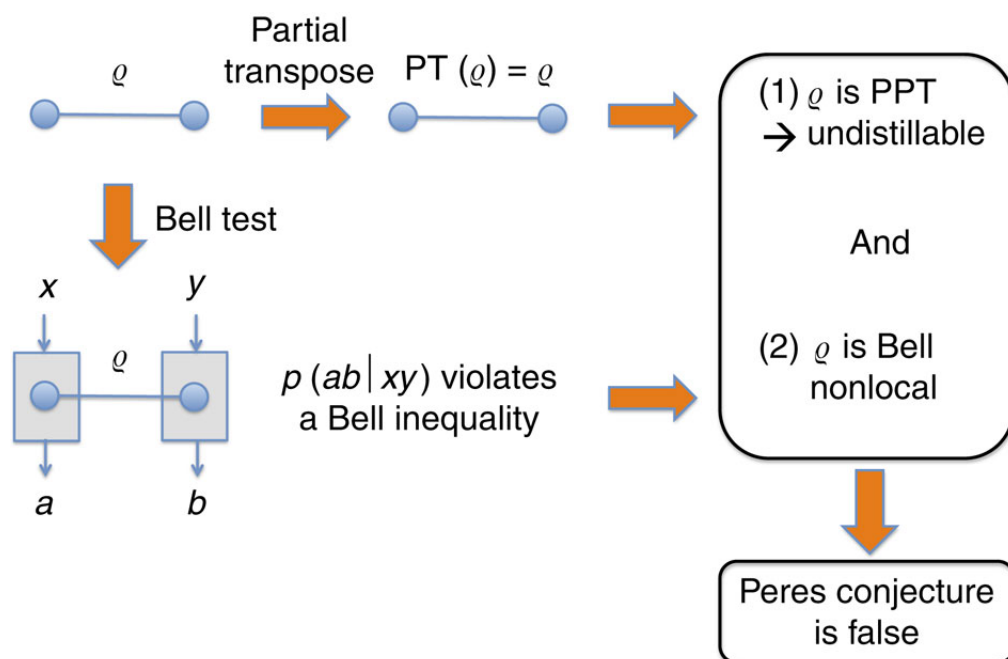 Partial
transpose
ϱ
PT (ϱ) = ϱ
(1) ϱ is PPT
→ undistillable
Bell test
And
x
y
ϱ
p (ab | xy) violates
a Bell inequality
(2) ϱ is Bell
nonlocal
a
b
Peres conjecture
is false